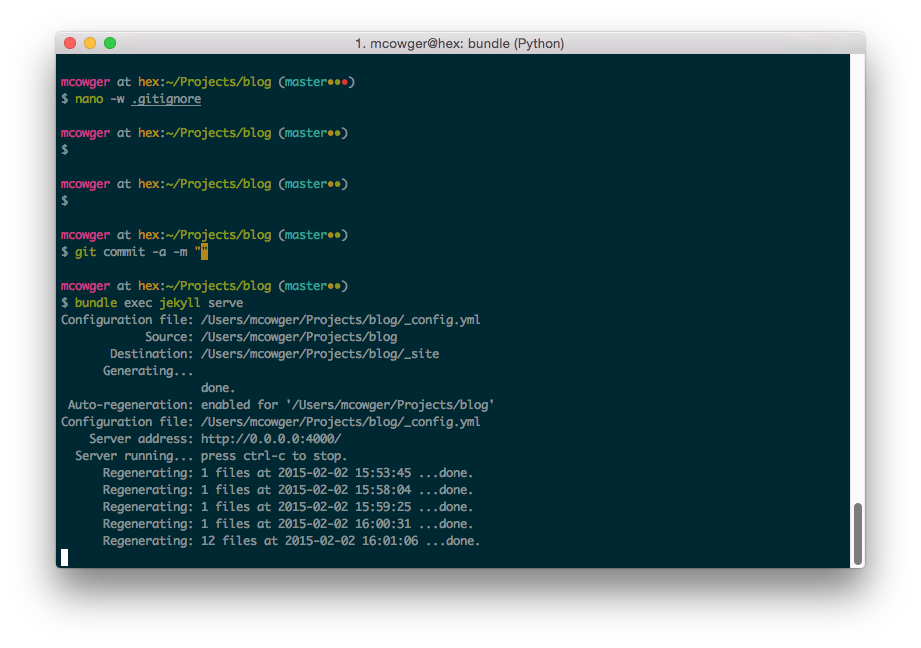 1. mcowger@hex: bundle (Python)
mcowger at hex:~/Projects/blog (master●●●)
$ nano -w .gitignore
mcowger at hex:~/Projects/blog (master●●)
$
mcowger at hex:~/Projects/blog (master●●)
$
mcowger at hex:~/Projects/blog (master●●)
$ git commit -a -m ""
mcowger at hex:~/Projects/blog (master●●)
$ bundle exec jekyll serve
Configuration file: /Users/mcowger/Projects/blog/_config.yml
Source: /Users/mcowger/Projects/blog
Destination: /Users/mcowger/Projects/blog/_site
Generating...
done.
Auto-regeneration: enabled for '/Users/mcowger/Projects/blog'
Configuration file: /Users/mcowger/Projects/blog/_config.yml
Server address: http://0.0.0.0:4000/
Server running... press ctrl-c to stop.
Regenerating: 1 files at 2015-02-02 15:53:45 ...done.
Regenerating: 1 files at 2015-02-02 15:58:04 ...done.
Regenerating: 1 files at 2015-02-02 15:59:25 ...done.
Regenerating: 1 files at 2015-02-02 16:00:31 ...done.
Regenerating: 12 files at 2015-02-02 16:01:06 ...done.